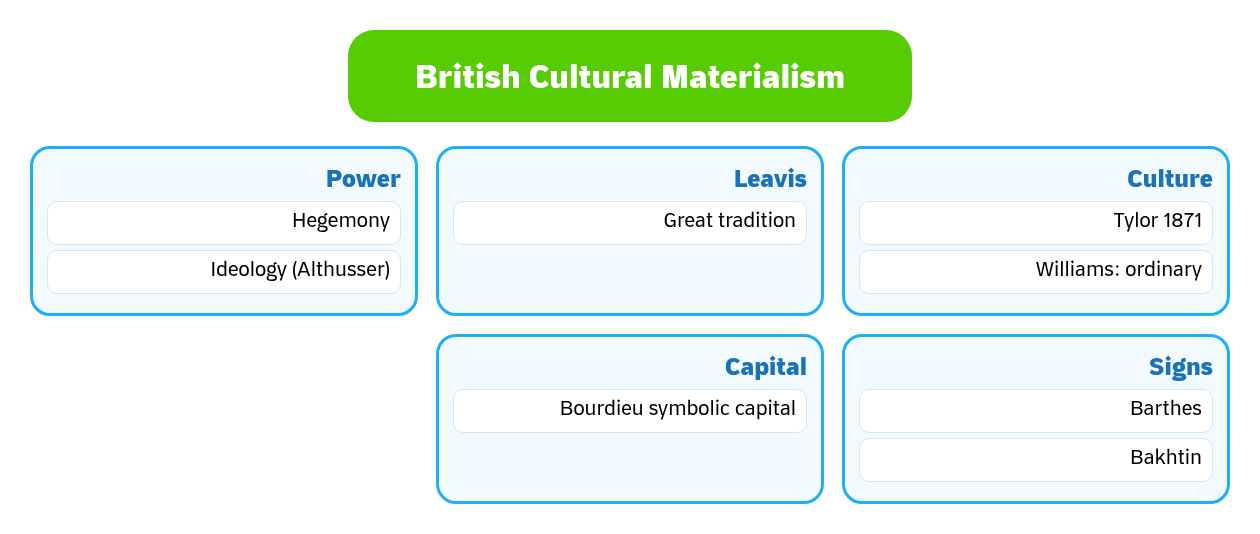 British Cultural Materialism
Culture
Tylor 1871
Williams: ordinary
Leavis
Great tradition
Power
Hegemony
Ideology (Althusser)
Signs
Barthes
Bakhtin
Capital
Bourdieu symbolic capital